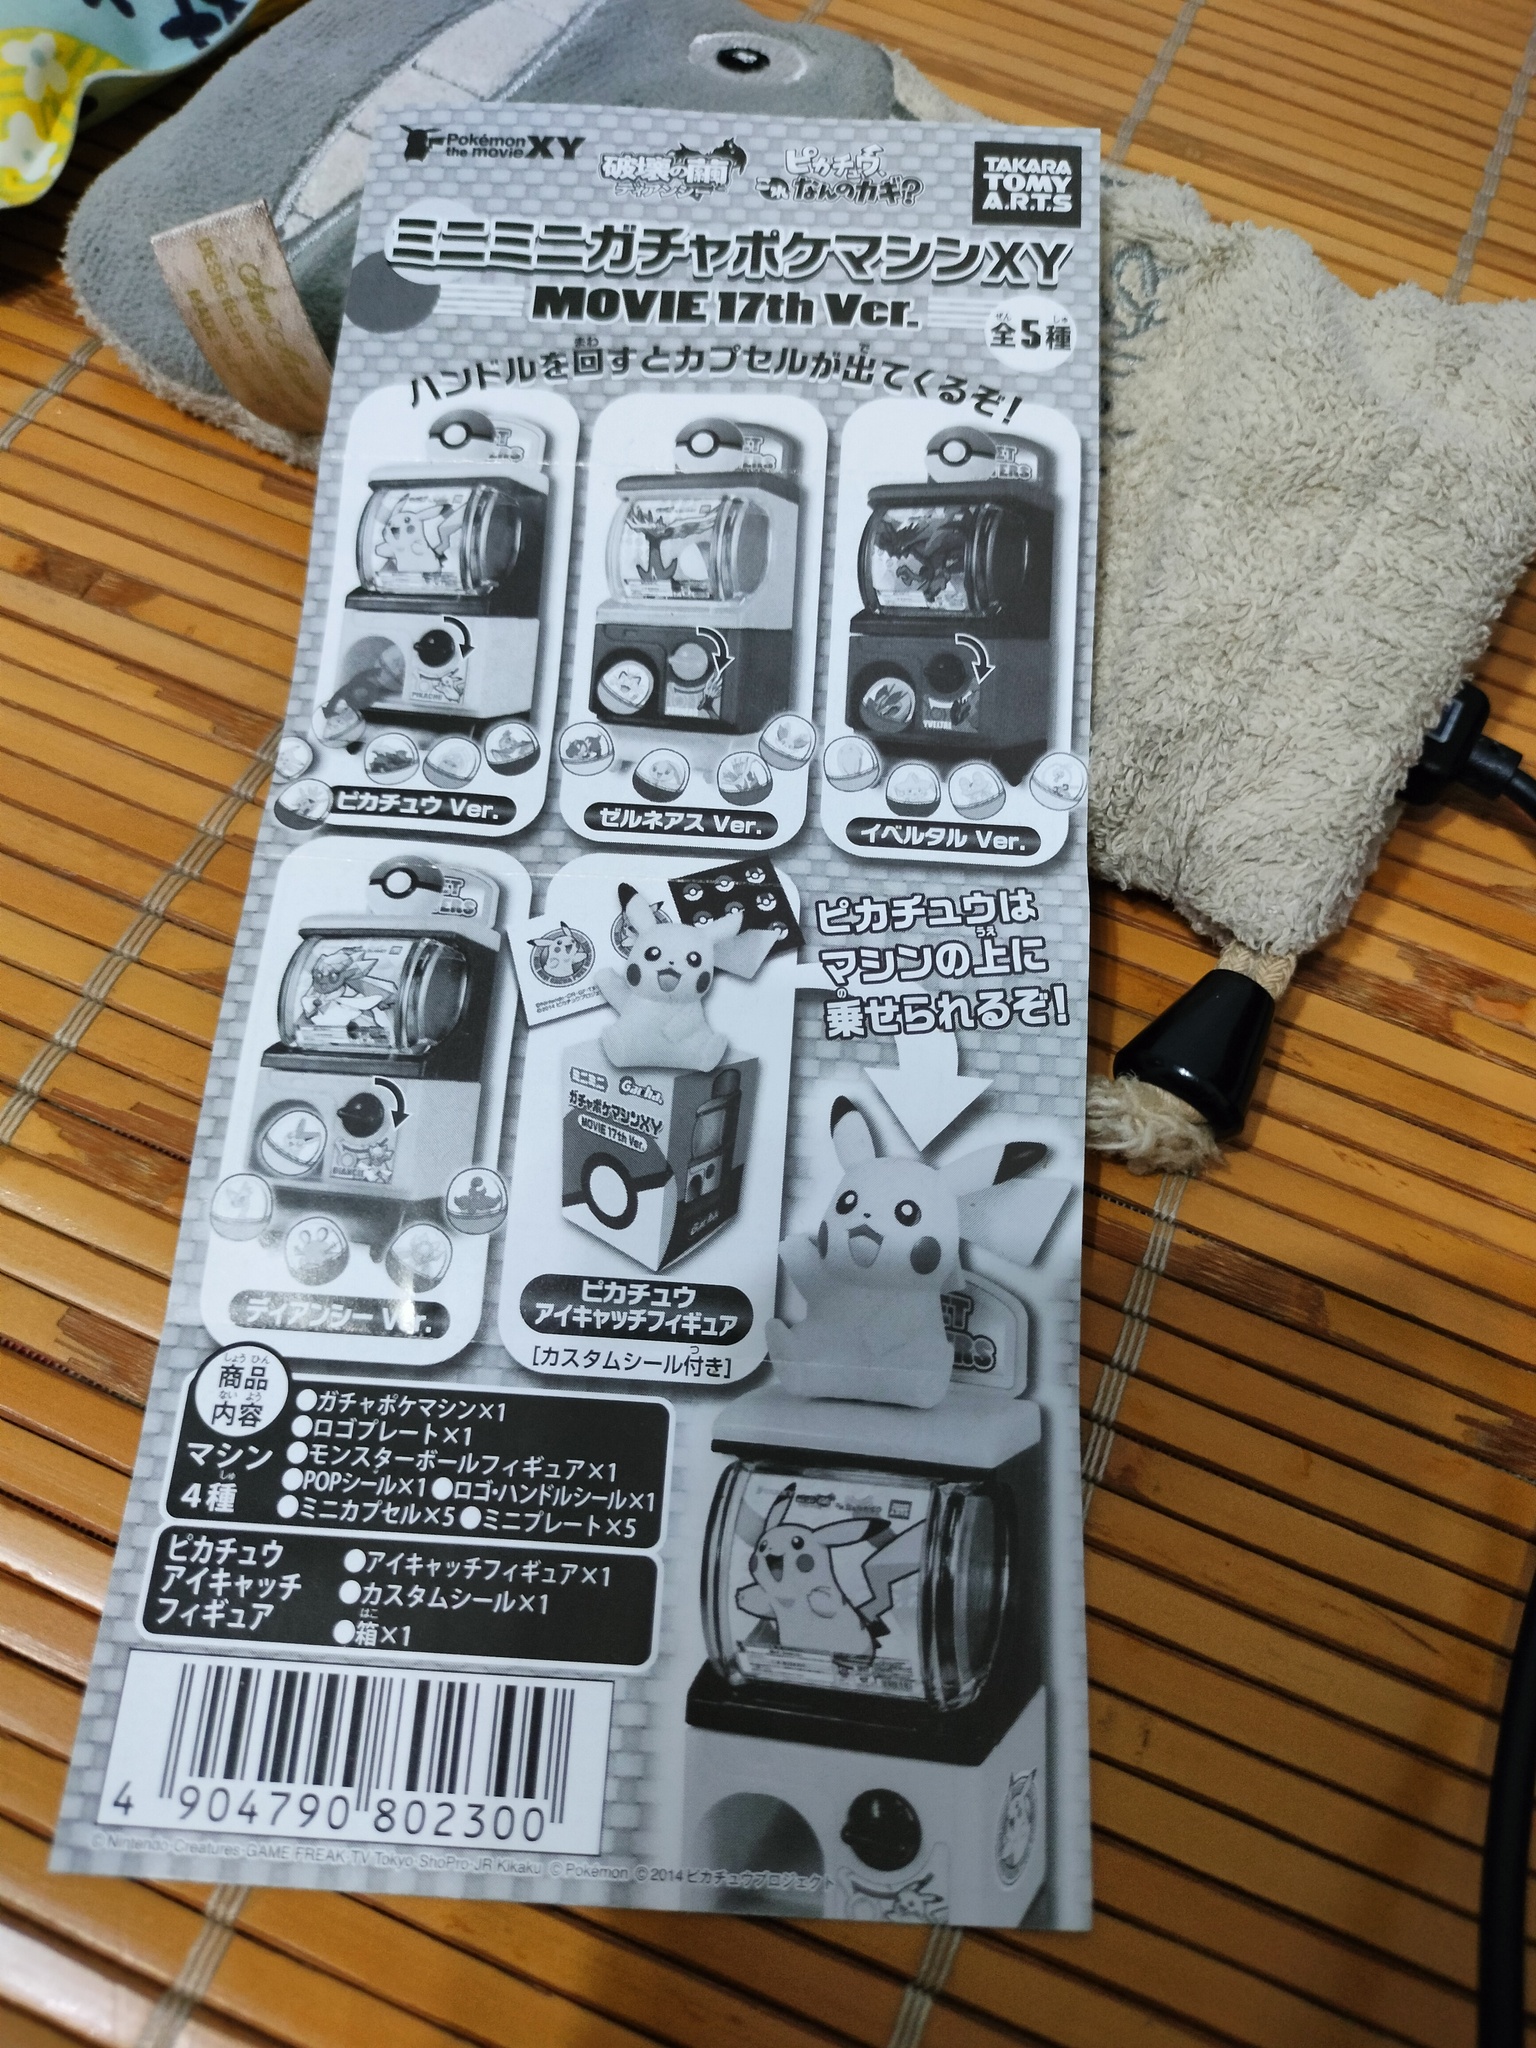 Pokémon
the movie XY
破壊の繭
ディアンシー
ピカチュウ、
これなんのカギ?
TAKARA
TOMY
A.R.T.S
ミニミニガチャポケマシンXY
MOVIE 17th Ver.
全5種
ハンドルを回すとカプセルが出てくるぞ!
ピカチュウ Ver.
ゼルネアス Ver.
イベルタル Ver.
ピカチュウは
マシンの上に
乗せられるぞ!
ミニミニ Gacha.
ガチャポケマシンXY
MOVIE 17th Ver.
Gacha.
ディアンシー Ver.
ピカチュウ
アイキャッチフィギュア
[カスタムシール付き]
商品
内容
マシン
4種
●ガチャポケマシン×1
●ロゴプレート×1
●モンスターボールフィギュア×1
●POPシール×1 ●ロゴ・ハンドルシール×1
●ミニカプセル×5 ●ミニプレート×5
ピカチュウ
アイキャッチ
フィギュア
●アイキャッチフィギュア×1
●カスタムシール×1
●箱×1
4 904790 802300
© Nintendo・Creatures・GAME FREAK・TV Tokyo・ShoPro・JR Kikaku © Pokémon © 2014 ピカチュウプロジェクト